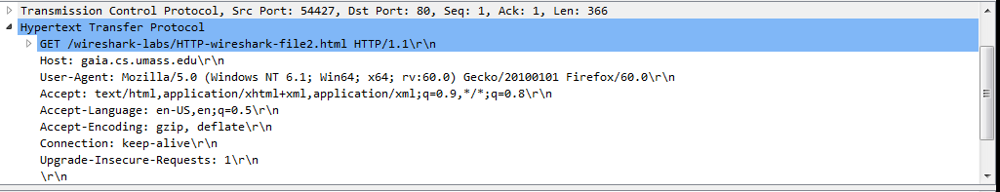 Transmission Control Protocol, Src Port: 54427, Dst Port: 80, Seq: 1, Ack: 1, Len: 366
Hypertext Transfer Protocol
GET /wireshark-labs/HTTP-wireshark-file2.html HTTP/1.1\r\n
Host: gaia.cs.umass.edu\r\n
User-Agent: Mozilla/5.0 (Windows NT 6.1; Win64; x64; rv:60.0) Gecko/20100101 Firefox/60.0\r\n
Accept: text/html,application/xhtml+xml,application/xml;q=0.9,*/*;q=0.8\r\n
Accept-Language: en-US,en;q=0.5\r\n
Accept-Encoding: gzip, deflate\r\n
Connection: keep-alive\r\n
Upgrade-Insecure-Requests: 1\r\n
\r\n